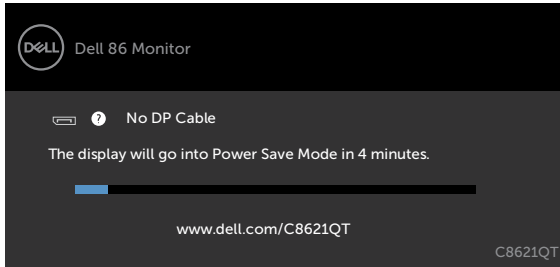 DELL Dell 86 Monitor
? No DP Cable
The display will go into Power Save Mode in 4 minutes.
www.dell.com/C8621QT
C8621QT